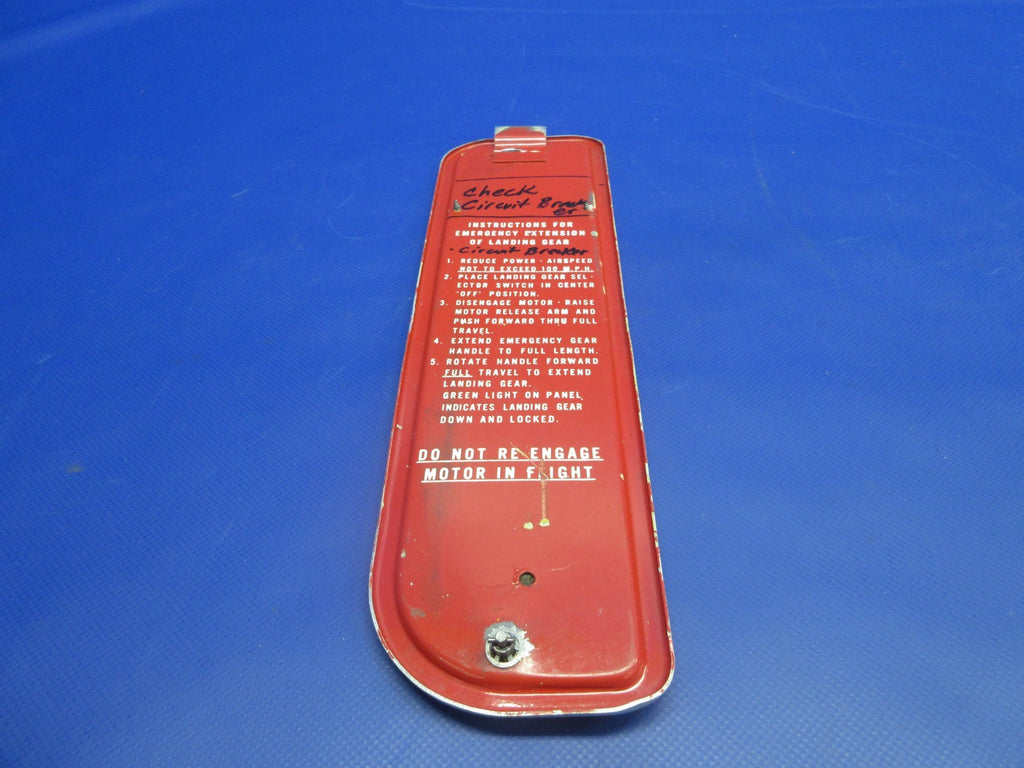 Check
Circuit Break
er
INSTRUCTIONS FOR
EMERGENCY EXTENSION
OF LANDING GEAR
· Circuit Breaker
1. REDUCE POWER - AIRSPEED
NOT TO EXCEED 100 M.P.H.
2. PLACE LANDING GEAR SEL-
ECTOR SWITCH IN CENTER
'OFF' POSITION.
3. DISENGAGE MOTOR - RAISE
MOTOR RELEASE ARM AND
PUSH FORWARD THRU FULL
TRAVEL.
4. EXTEND EMERGENCY GEAR
HANDLE TO FULL LENGTH.
5. ROTATE HANDLE FORWARD
FULL TRAVEL TO EXTEND
LANDING GEAR.
GREEN LIGHT ON PANEL
INDICATES LANDING GEAR
DOWN AND LOCKED.
DO NOT RE ENGAGE
MOTOR IN FLIGHT